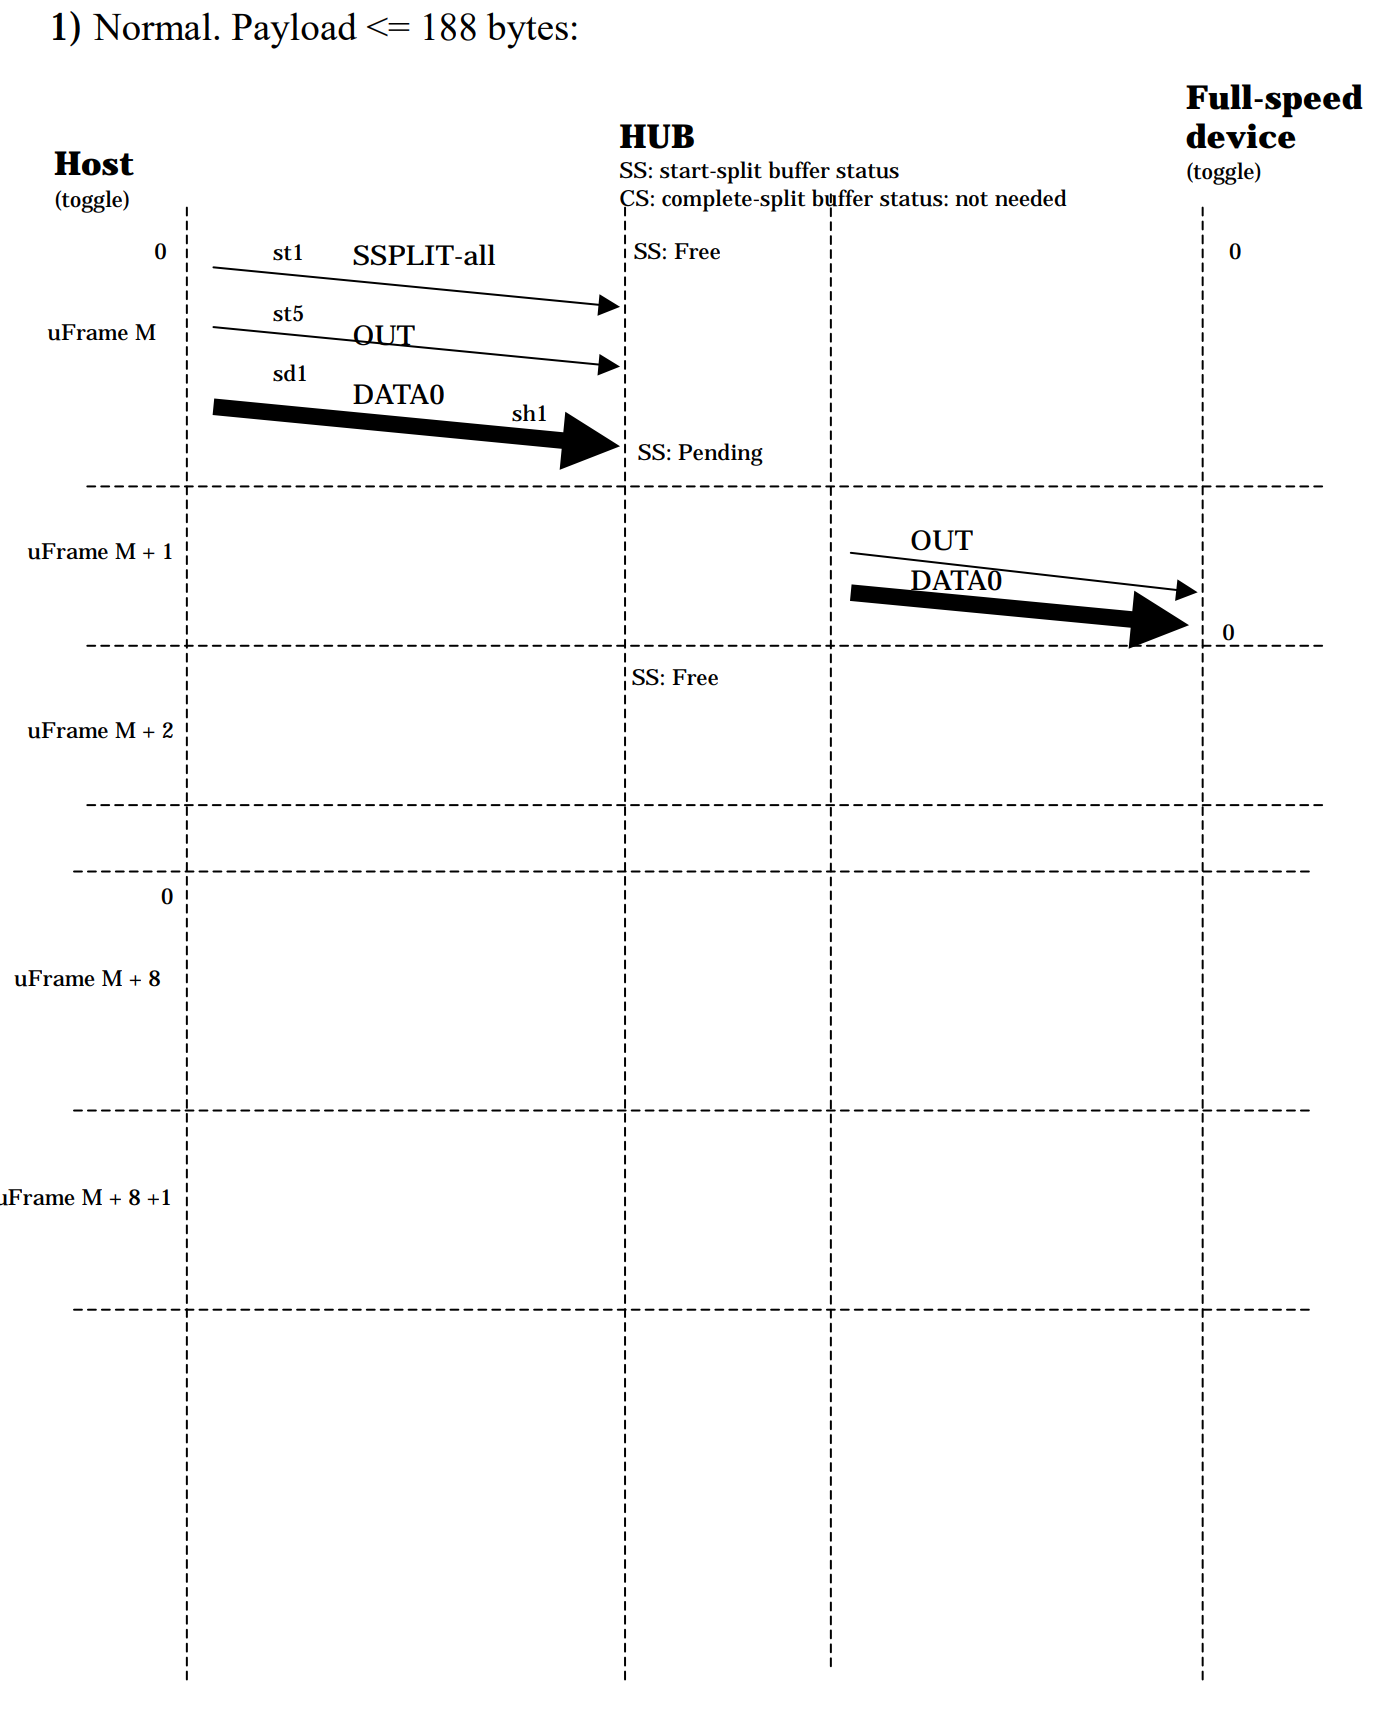 1) Normal. Payload <= 188 bytes:
Full-speed
device
(toggle)
HUB
SS: start-split buffer status
CS: complete-split buffer status: not needed
Host
(toggle)
0
st1
SSPLIT-all
SS: Free
0
st5
OUT
uFrame M
sd1
DATA0
sh1
SS: Pending
OUT
uFrame M + 1
DATA0
0
SS: Free
uFrame M + 2
0
uFrame M + 8
uFrame M + 8 +1